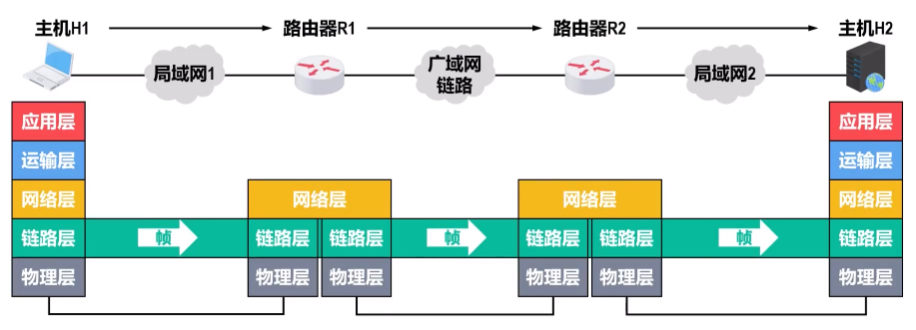 主机H1
路由器R1
路由器R2
主机H2
局域网1
广域网
链路
局域网2
应用层
应用层
运输层
运输层
网络层
网络层
网络层
网络层
链路层
帧
链路层
链路层
帧
链路层
链路层
帧
链路层
物理层
物理层
物理层
物理层
物理层
物理层